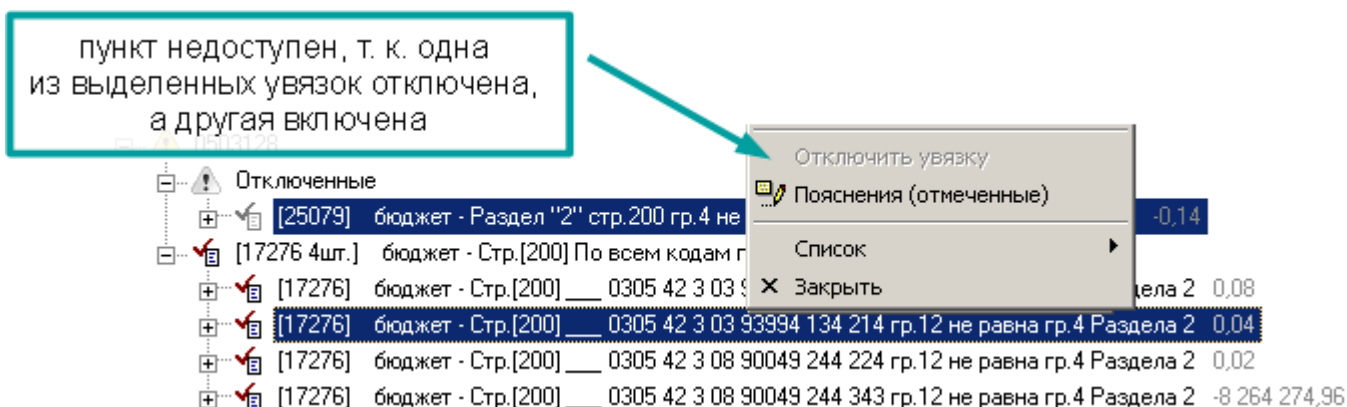 пункт недоступен, т. к. одна
из выделенных увязок отключена,
а другая включена
0503128
Отключенные
[25079] бюджет - Раздел "2" стр.200 гр.4 не -0,14
[17276 4шт.] бюджет - Стр.[200] По всем кодам г
[17276] бюджет - Стр.[200] ___ 0305 42 3 03 9 ела 2 0,08
[17276] бюджет - Стр.[200] ___ 0305 42 3 03 93994 134 214 гр.12 не равна гр.4 Раздела 2 0,04
[17276] бюджет - Стр.[200] ___ 0305 42 3 08 90049 244 224 гр.12 не равна гр.4 Раздела 2 0,02
[17276] бюджет - Стр.[200] ___ 0305 42 3 08 90049 244 343 гр.12 не равна гр.4 Раздела 2 -8 264 274,96
Отключить увязку
Пояснения (отмеченные)
Список
Закрыть